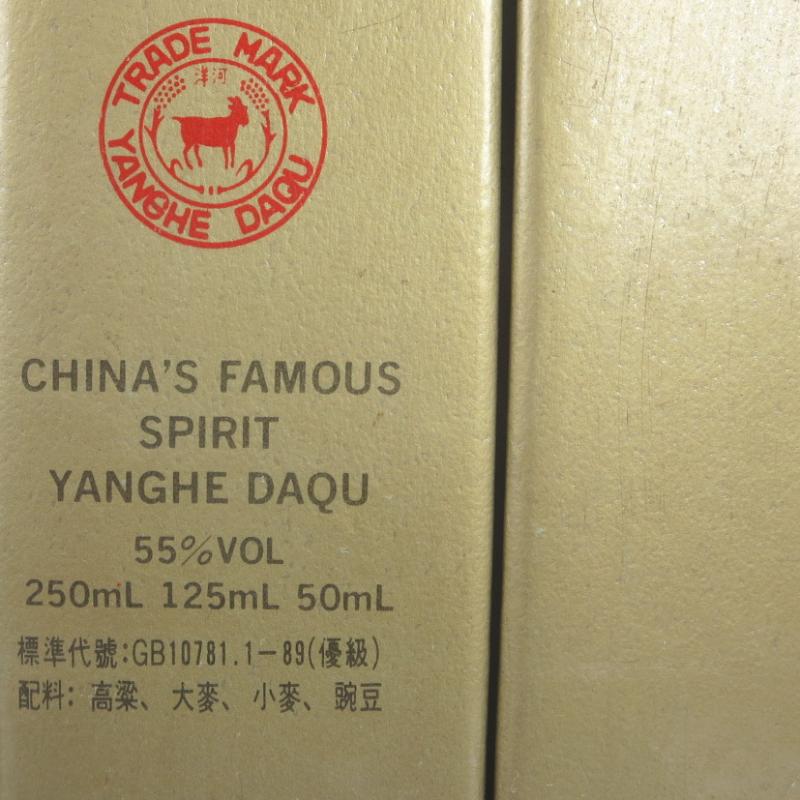 TRADE MARK
洋河
YANGHE DAQU
CHINA'S FAMOUS
SPIRIT
YANGHE DAQU
55%VOL
250mL 125mL 50mL
標準代號:GB10781.1-89(優級)
配料: 高粱、大麥、小麥、豌豆